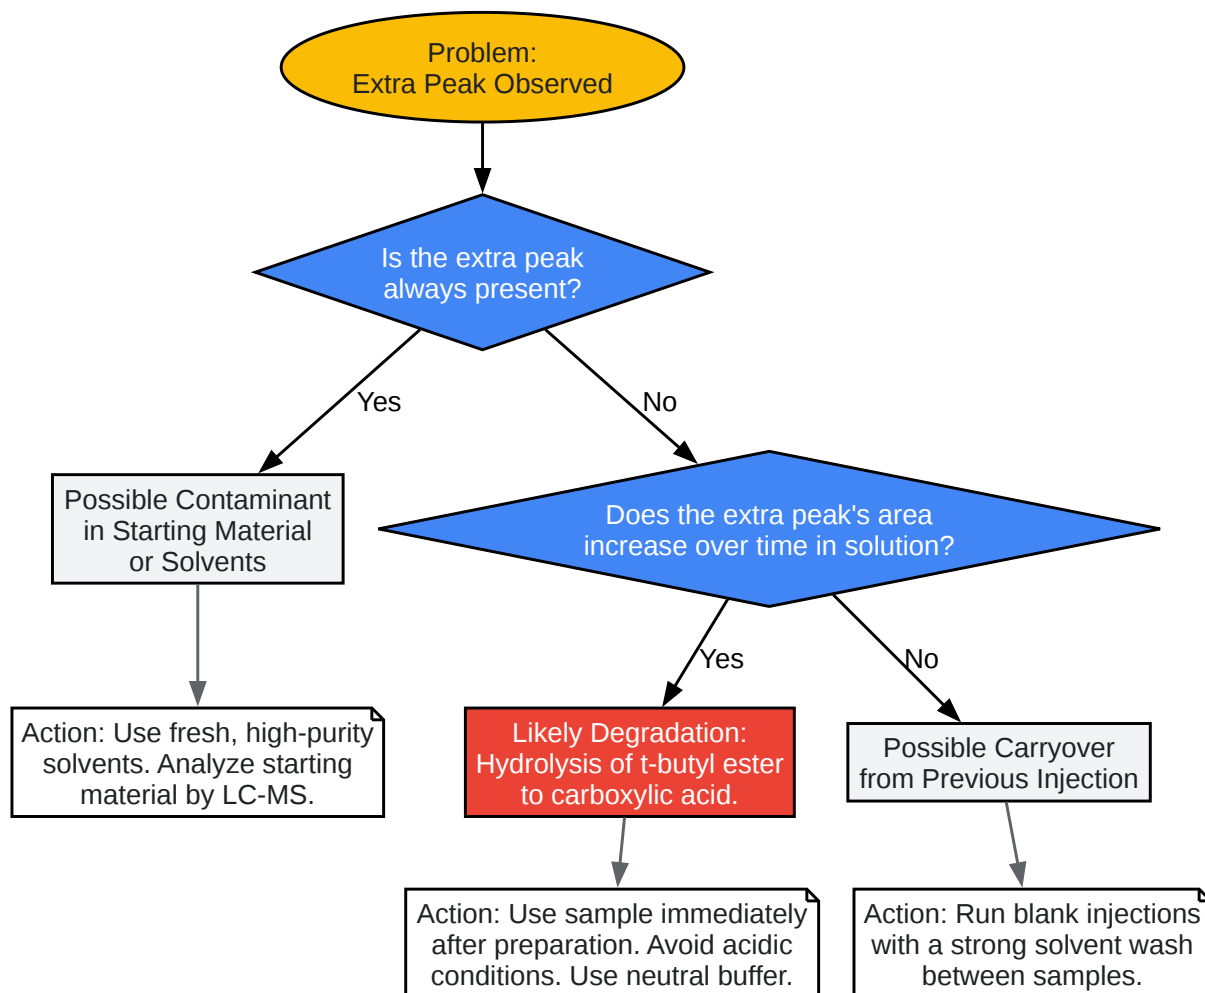 Problem:
Extra Peak Observed
Is the extra peak
always present?
Yes
No
Possible Contaminant
in Starting Material
or Solvents
Does the extra peak's area
increase over time in solution?
Yes
No
Action: Use fresh, high-purity
solvents. Analyze starting
material by LC-MS.
Likely Degradation:
Hydrolysis of t-butyl ester
to carboxylic acid.
Possible Carryover
from Previous Injection
Action: Use sample immediately
after preparation. Avoid acidic
conditions. Use neutral buffer.
Action: Run blank injections
with a strong solvent wash
between samples.